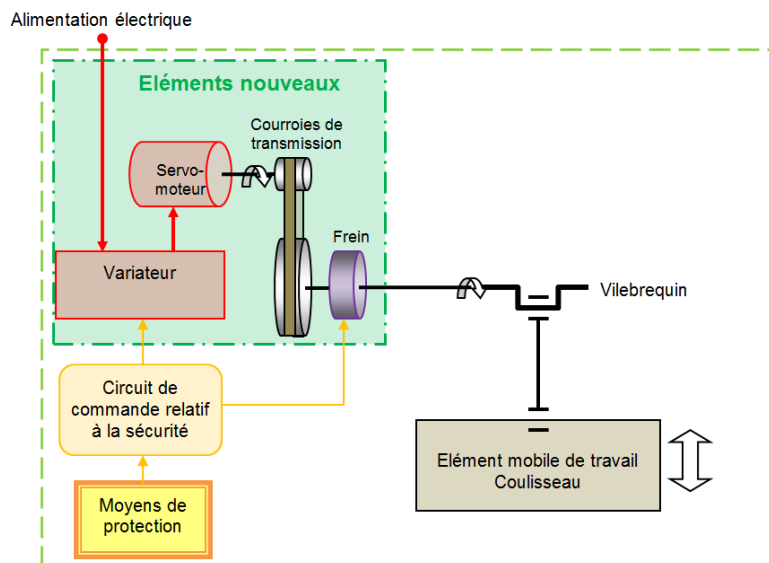 Alimentation électrique
Eléments nouveaux
Courroies de
transmission
Servo-
moteur
Frein
Variateur
Vilebrequin
Circuit de
commande relatif
à la sécurité
Elément mobile de travail
Coulisseau
Moyens de
protection